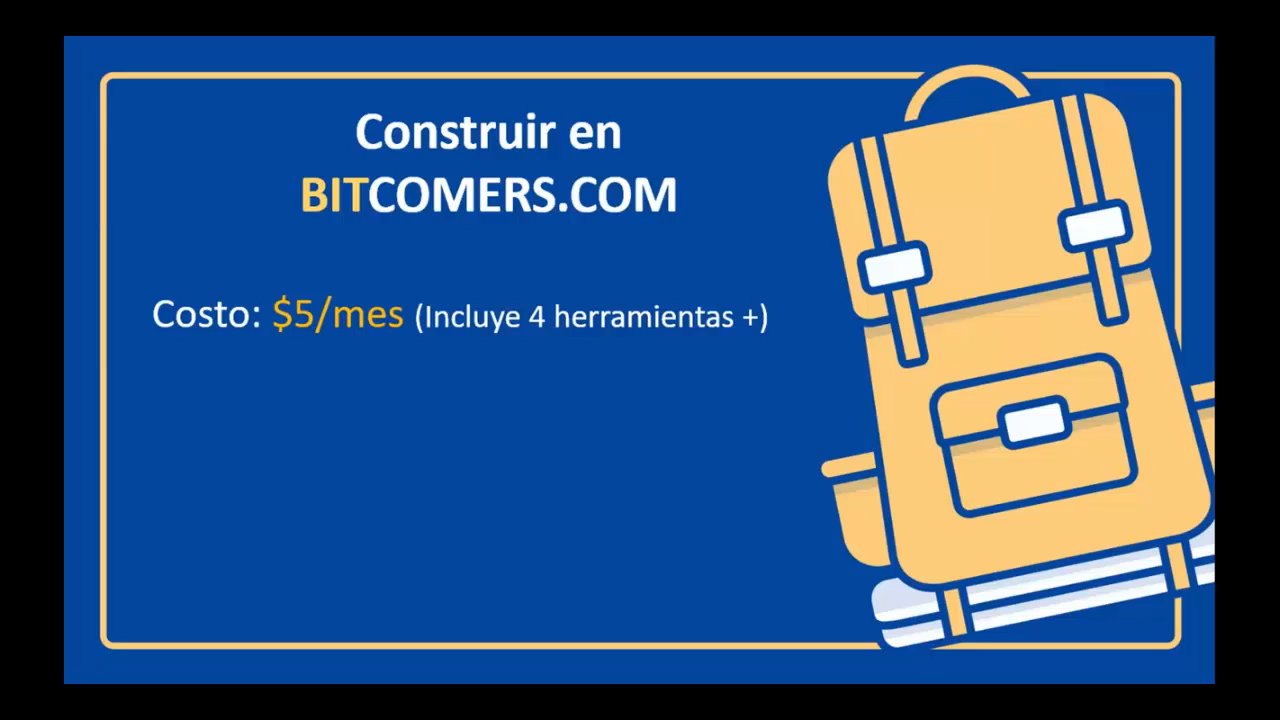 Construir en
BITCOMERS.COM
Costo: $5/mes (Incluye 4 herramientas +)